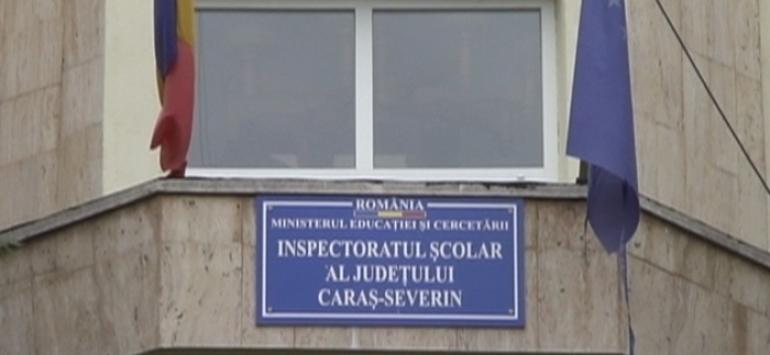 ROMÂNIA
MINISTERUL EDUCAȚIEI ȘI CERCETĂRII
INSPECTORATUL ȘCOLAR
AL JUDEȚULUI
CARAȘ-SEVERIN